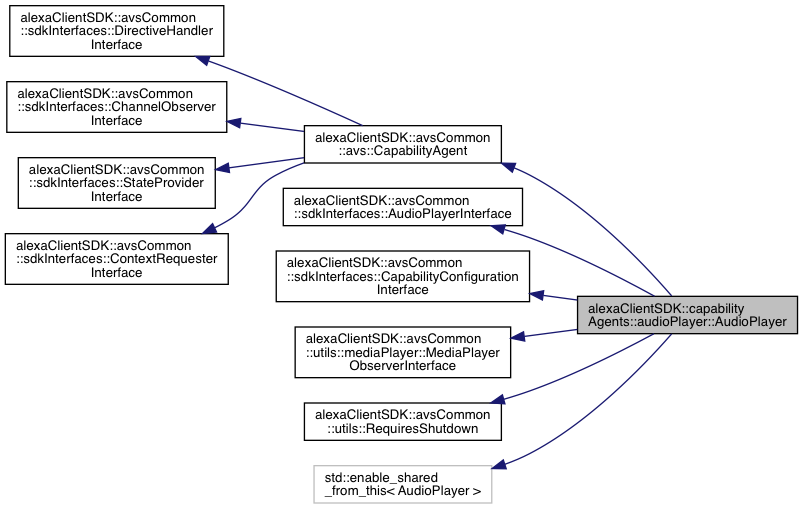 alexaClientSDK::avsCommon
::sdkInterfaces::DirectiveHandler
Interface
alexaClientSDK::avsCommon
::sdkInterfaces::ChannelObserver
Interface
alexaClientSDK::avsCommon
::sdkInterfaces::StateProvider
Interface
alexaClientSDK::avsCommon
::sdkInterfaces::ContextRequester
Interface
alexaClientSDK::avsCommon
::avs::CapabilityAgent
alexaClientSDK::avsCommon
::sdkInterfaces::AudioPlayerInterface
alexaClientSDK::avsCommon
::sdkInterfaces::CapabilityConfiguration
Interface
alexaClientSDK::avsCommon
::utils::mediaPlayer::MediaPlayer
ObserverInterface
alexaClientSDK::avsCommon
::utils::RequiresShutdown
std::enable_shared
_from_this< AudioPlayer >
alexaClientSDK::capability
Agents::audioPlayer::AudioPlayer